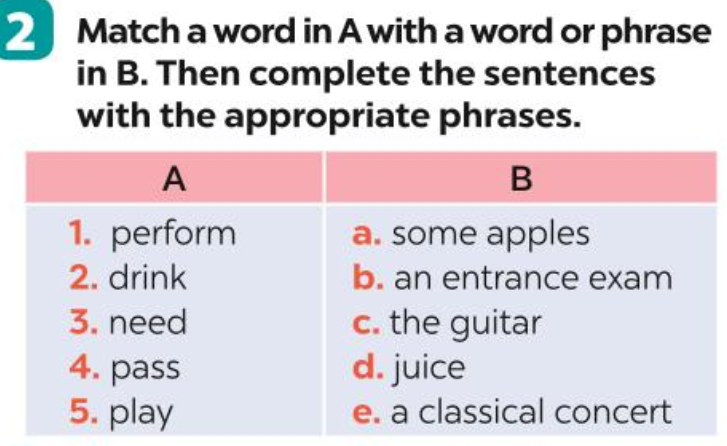 2 Match a word in A with a word or phrase
in B. Then complete the sentences
with the appropriate phrases.
A B
1. perform a. some apples
2. drink b. an entrance exam
3. need c. the guitar
4. pass d. juice
5. play e. a classical concert